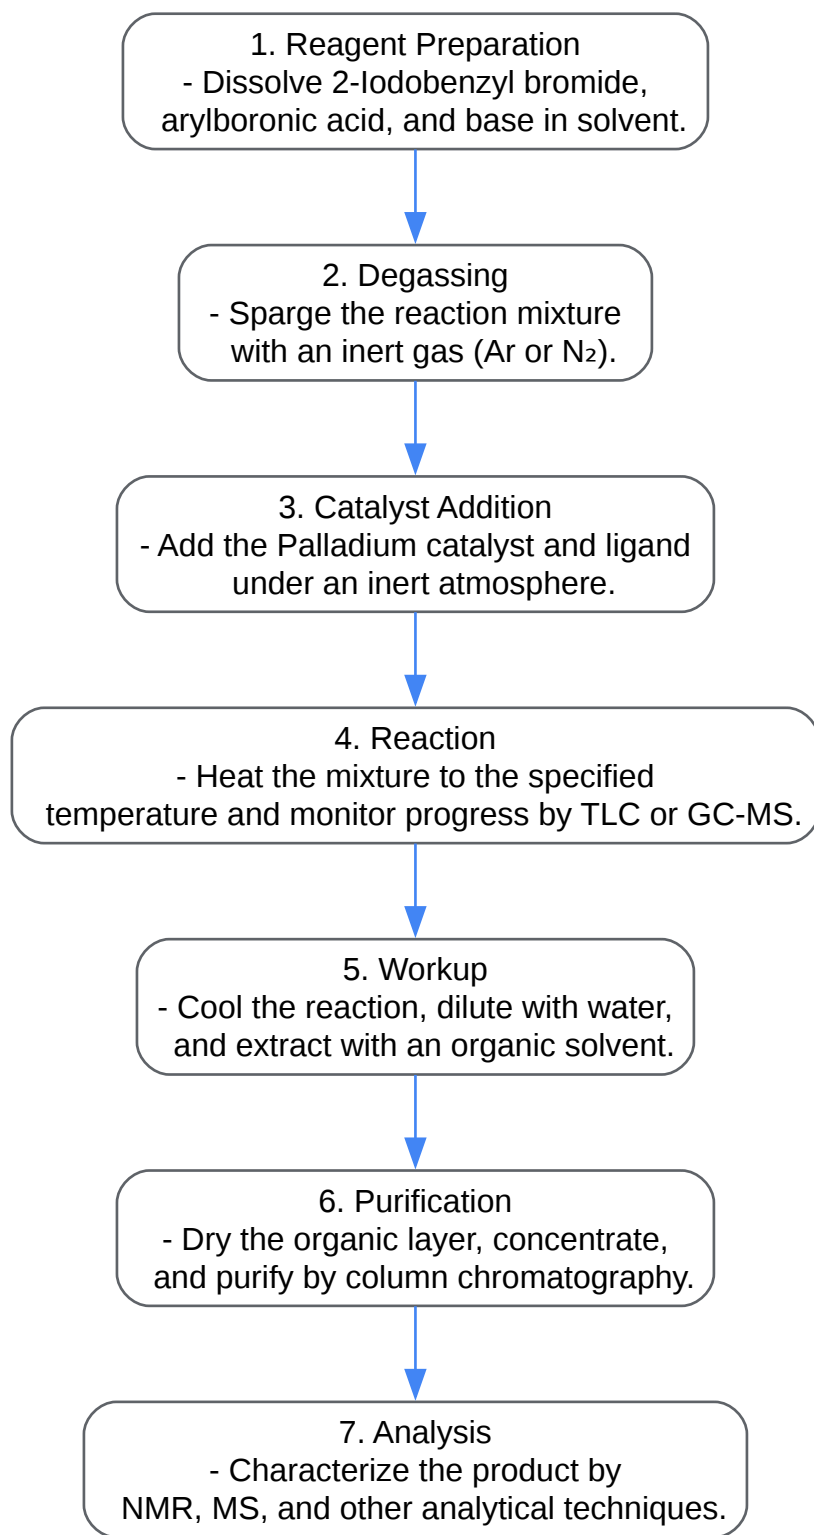 1. Reagent Preparation
- Dissolve 2-Iodobenzyl bromide,
arylboronic acid, and base in solvent.
2. Degassing
- Sparge the reaction mixture
with an inert gas (Ar or N₂).
3. Catalyst Addition
- Add the Palladium catalyst and ligand
under an inert atmosphere.
4. Reaction
- Heat the mixture to the specified
temperature and monitor progress by TLC or GC-MS.
5. Workup
- Cool the reaction, dilute with water,
and extract with an organic solvent.
6. Purification
- Dry the organic layer, concentrate,
and purify by column chromatography.
7. Analysis
- Characterize the product by
NMR, MS, and other analytical techniques.